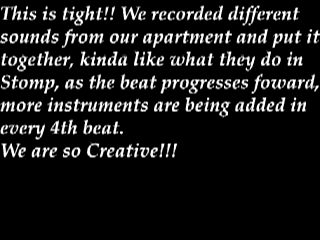 This is tight!! We recorded different
sounds from our apartment and put it
together, kinda like what they do in
Stomp, as the beat progresses foward,
more instruments are being added in
every 4th beat.
We are so Creative!!!